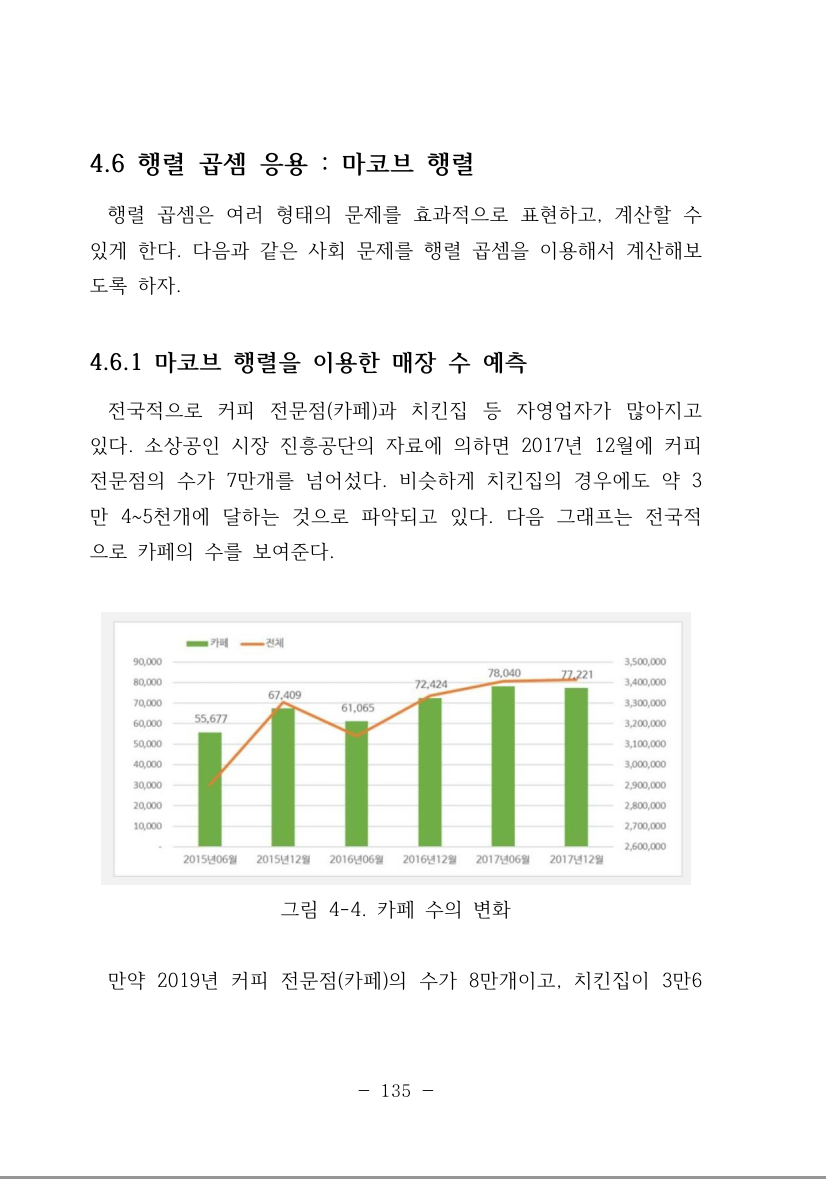 4.6 행렬 곱셈 응용 : 마코브 행렬
행렬 곱셈은 여러 형태의 문제를 효과적으로 표현하고, 계산할 수
있게 한다. 다음과 같은 사회 문제를 행렬 곱셈을 이용해서 계산해보
도록 하자.
4.6.1 마코브 행렬을 이용한 매장 수 예측
전국적으로 커피 전문점(카페)과 치킨집 등 자영업자가 많아지고
있다. 소상공인 시장 진흥공단의 자료에 의하면 2017년 12월에 커피
전문점의 수가 7만개를 넘어섰다. 비슷하게 치킨집의 경우에도 약 3
만 4~5천개에 달하는 것으로 파악되고 있다. 다음 그래프는 전국적
으로 카페의 수를 보여준다.
카페 전체
90,000 3,500,000
80,000 3,400,000
70,000 3,300,000
60,000 3,200,000
50,000 3,100,000
40,000 3,000,000
30,000 2,900,000
20,000 2,800,000
10,000 2,700,000
- 2,600,000
55,677 67,409 61,065 72,424 78,040 77,221
2015년06월 2015년12월 2016년06월 2016년12월 2017년06월 2017년12월
그림 4-4. 카페 수의 변화
만약 2019년 커피 전문점(카페)의 수가 8만개이고, 치킨집이 3만6
- 135 -